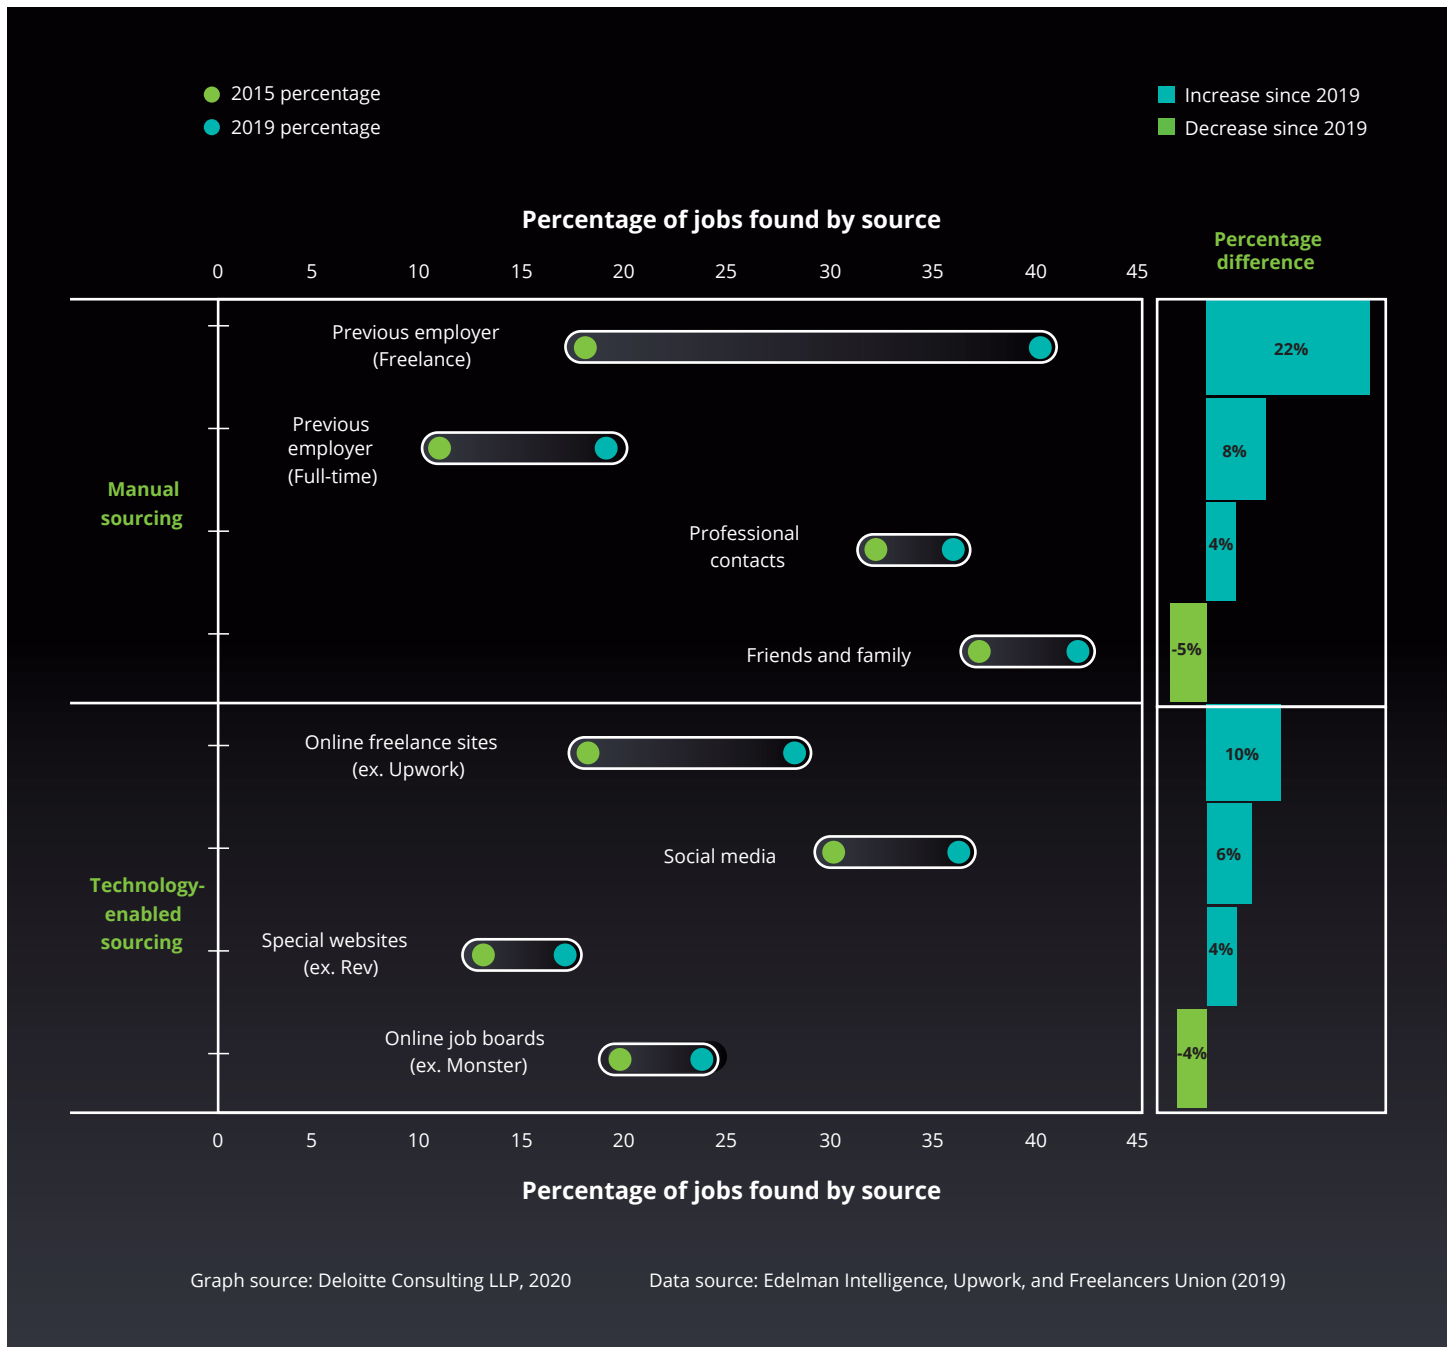 2015 percentage
2019 percentage
Increase since 2019
Decrease since 2019
Percentage of jobs found by source
Percentage
difference
0 5 10 15 20 25 30 35 40 45
Manual
sourcing
Previous employer
(Freelance)
22%
Previous
employer
(Full-time)
8%
Professional
contacts
4%
Friends and family
-5%
Technology-
enabled
sourcing
Online freelance sites
(ex. Upwork)
10%
Social media
6%
Special websites
(ex. Rev)
4%
Online job boards
(ex. Monster)
-4%
0 5 10 15 20 25 30 35 40 45
Percentage of jobs found by source
Graph source: Deloitte Consulting LLP, 2020
Data source: Edelman Intelligence, Upwork, and Freelancers Union (2019)